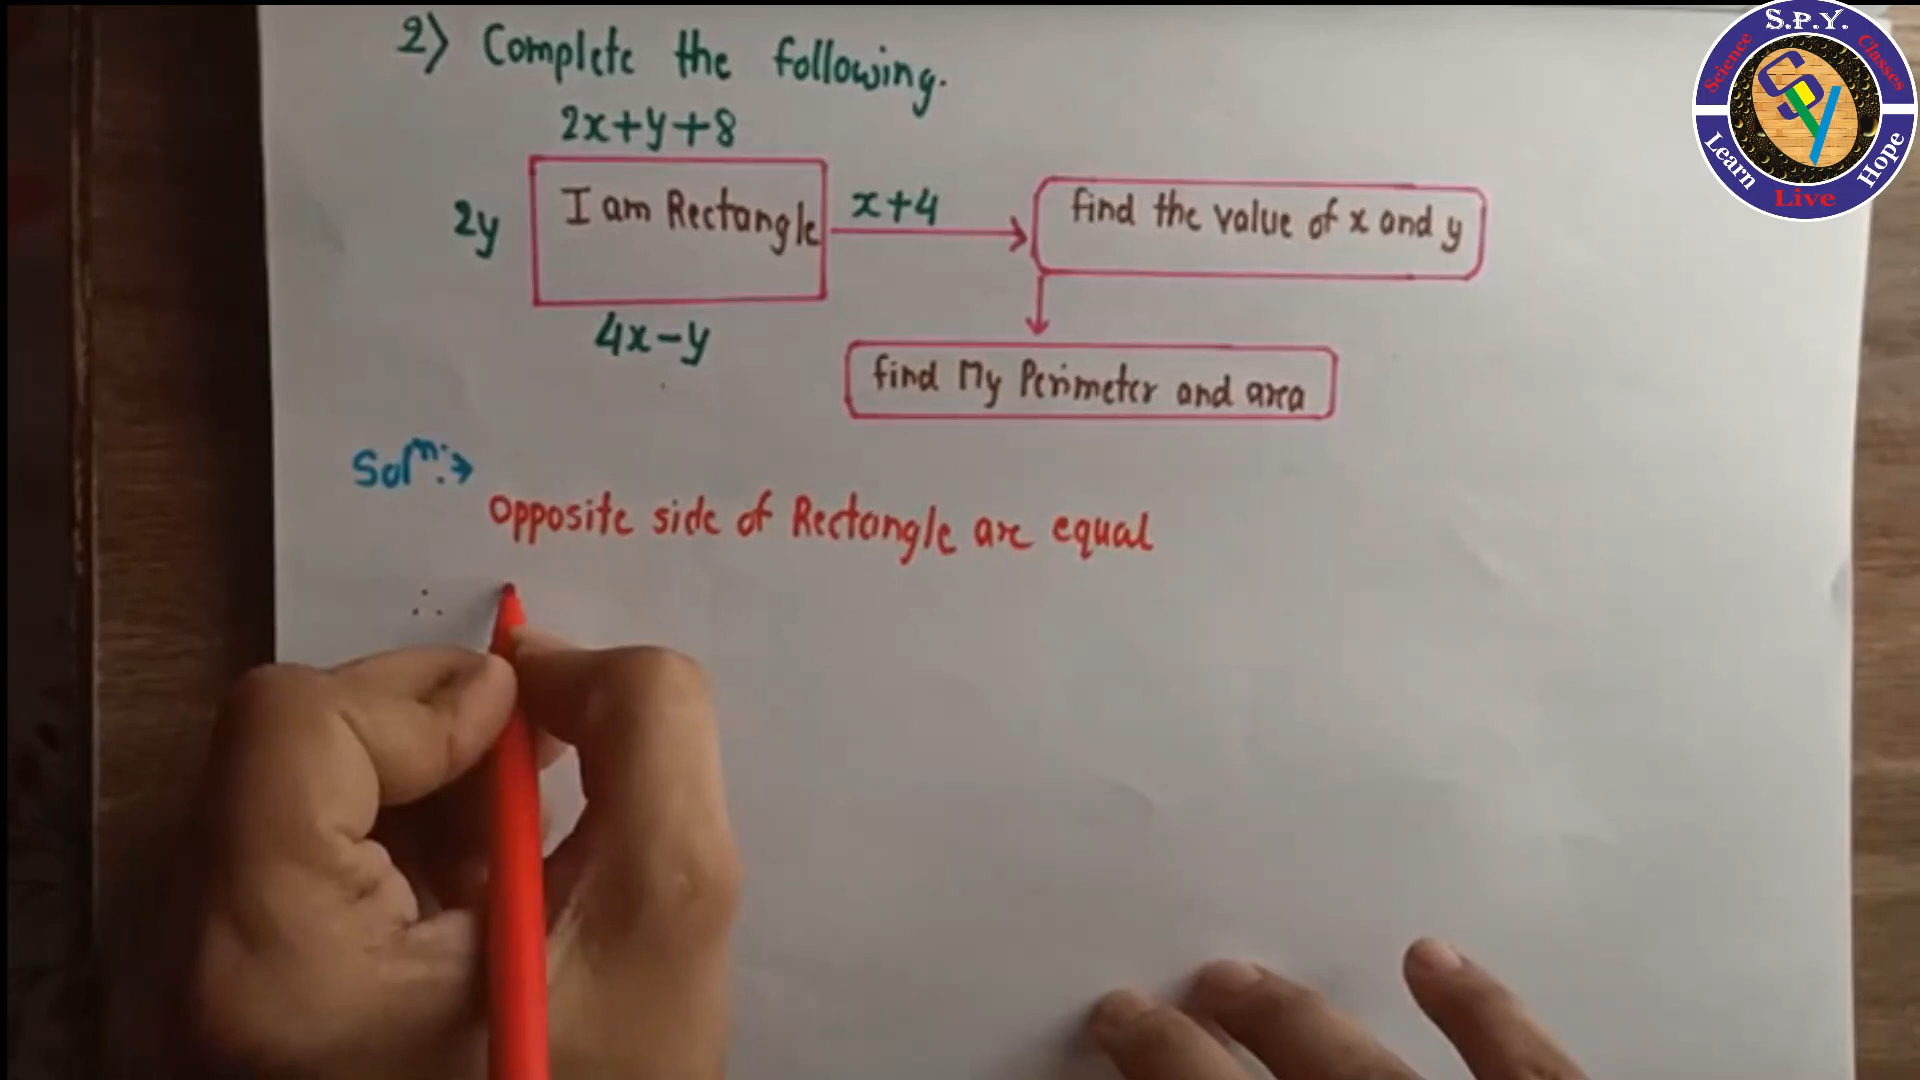 2) Complete the following.
2x+y+8
2y
I am Rectangle
x+4
find the value of x and y
4x-y
find My Perimeter and area
Solⁿ:→
Opposite side of Rectangle are equal
∴
S.P.Y.
Science
Classes
SPY
Learn
Live
Hope